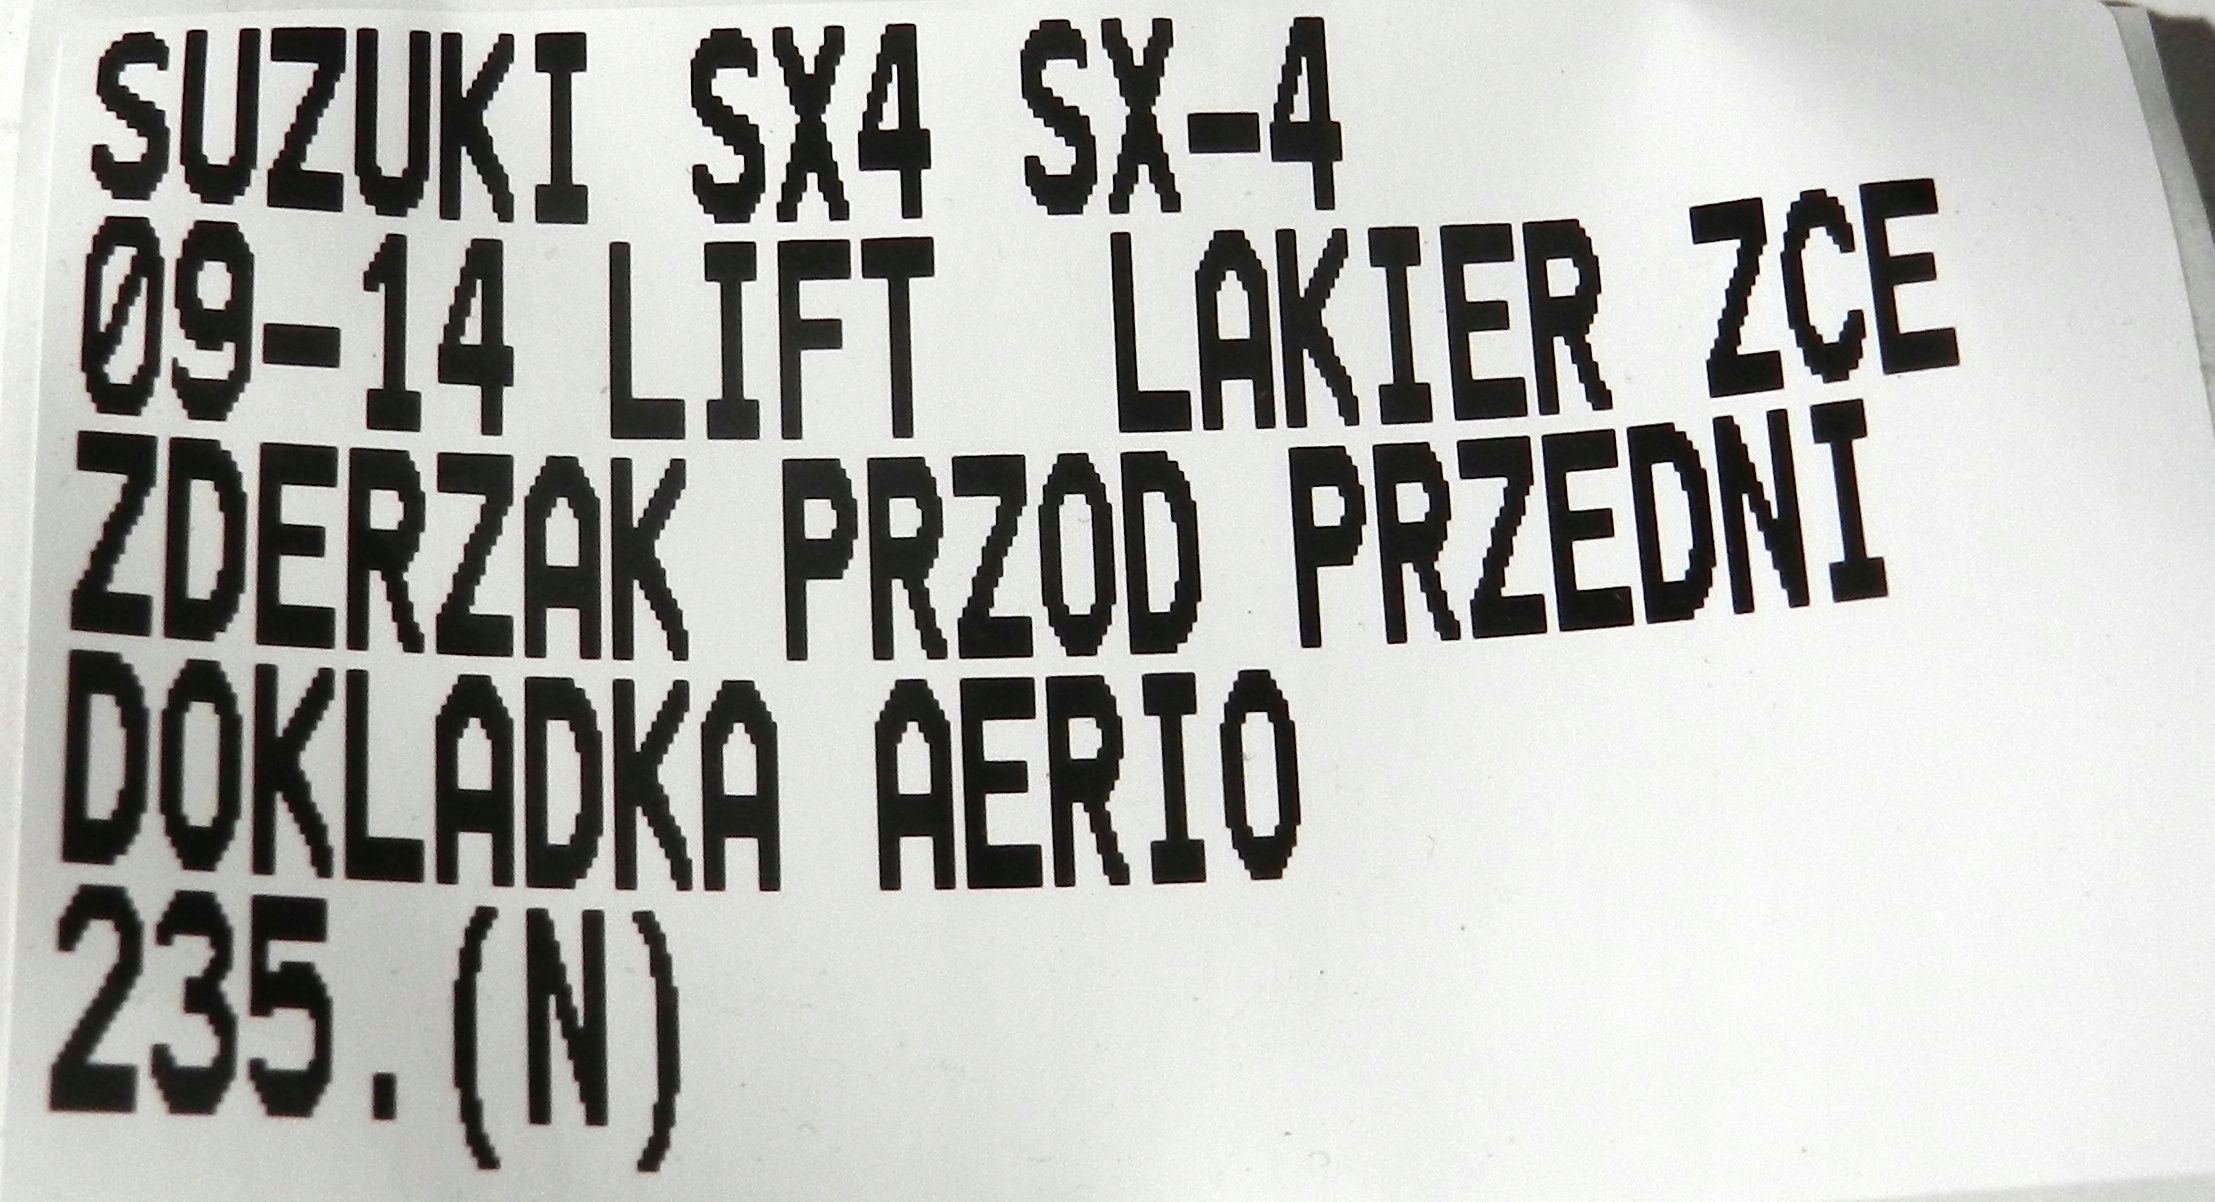 SUZUKI SX4 SX-4
09-14 LIFT LAKIER ZCE
ZDERZAK PRZOD PRZEDNI
DOKLADKA AERIO
235.(N)